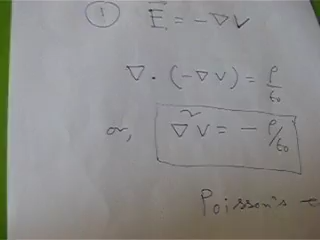 ① E⃗ = -∇V
∇ · (-∇V) = ρ/ε₀
or, ∇²V = - ρ/ε₀
Poisson's